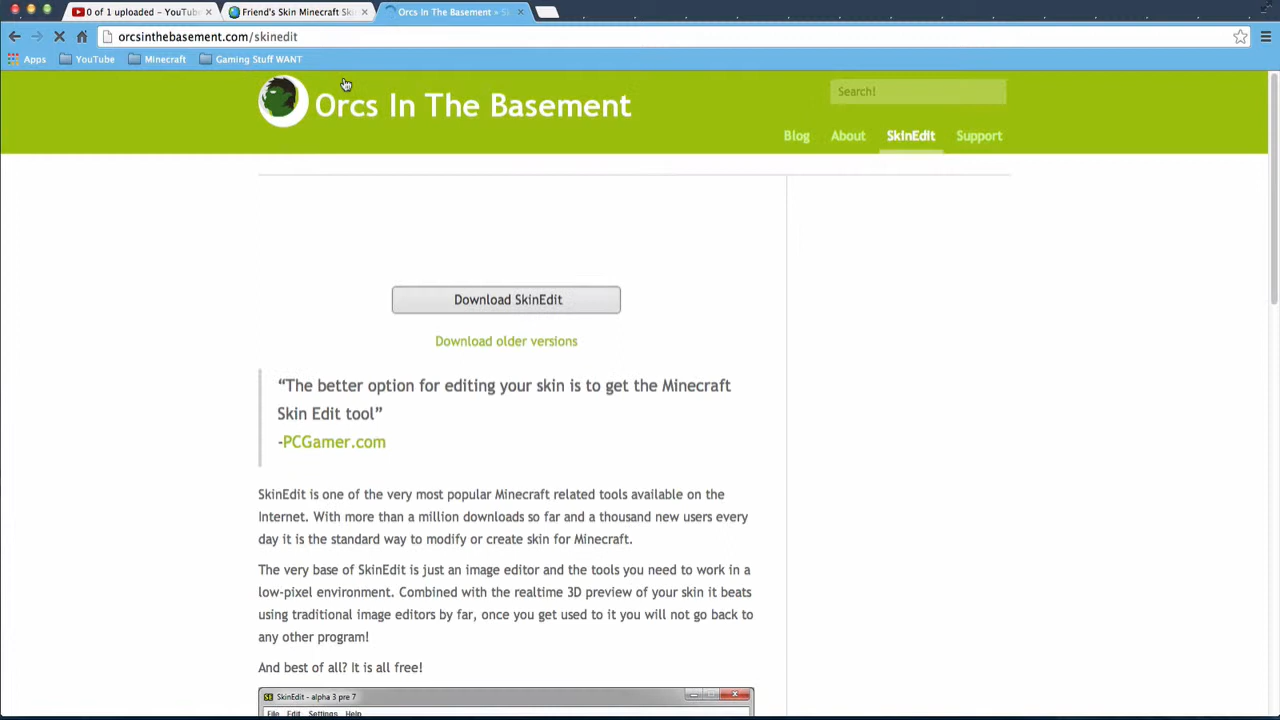 0 of 1 uploaded - YouTube
Friend's Skin Minecraft Ski
Orcs In The Basement »
orcsinthebasement.com/skinedit
Apps YouTube Minecraft Gaming Stuff WANT
Orcs In The Basement
Search!
Blog About SkinEdit Support
Download SkinEdit
Download older versions
“The better option for editing your skin is to get the Minecraft
Skin Edit tool”
-PCGamer.com
SkinEdit is one of the very most popular Minecraft related tools available on the
Internet. With more than a million downloads so far and a thousand new users every
day it is the standard way to modify or create skin for Minecraft.
The very base of SkinEdit is just an image editor and the tools you need to work in a
low-pixel environment. Combined with the realtime 3D preview of your skin it beats
using traditional image editors by far, once you get used to it you will not go back to
any other program!
And best of all? It is all free!
SE SkinEdit - alpha 3 pre 7
File Edit Settings Help